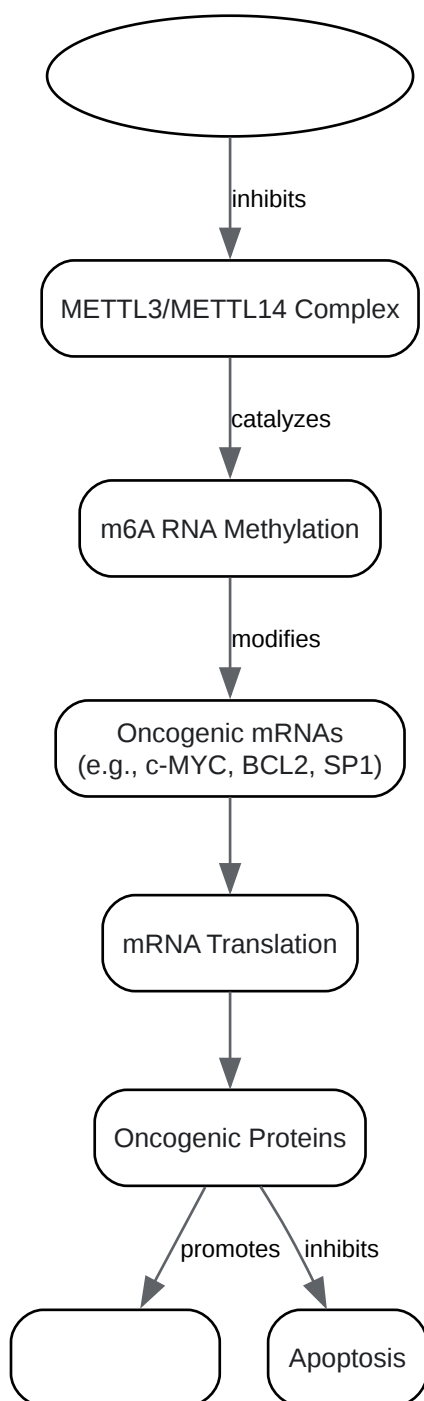 inhibits
METTL3/METTL14 Complex
catalyzes
m6A RNA Methylation
modifies
Oncogenic mRNAs
(e.g., c-MYC, BCL2, SP1)
mRNA Translation
Oncogenic Proteins
promotes
inhibits
Apoptosis